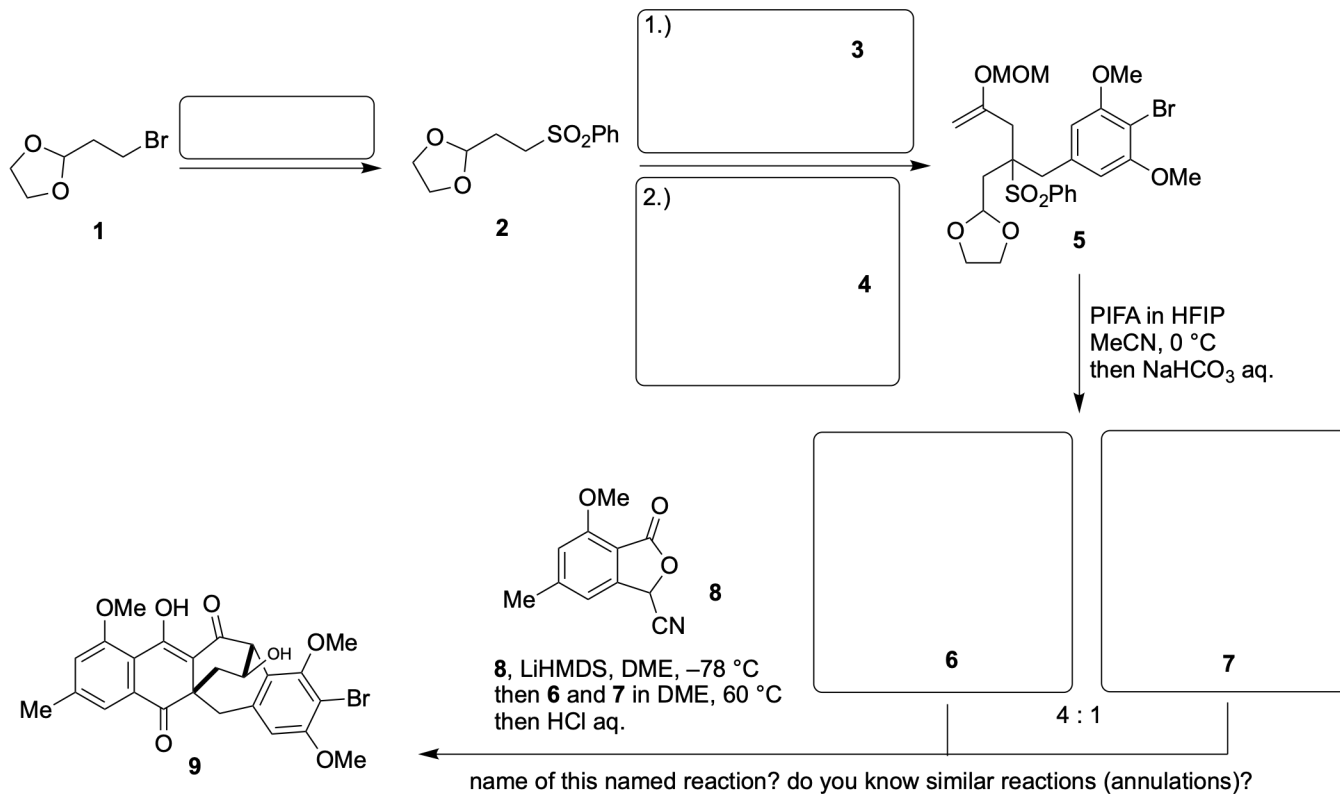 1.)
3
O
O
Br
1
O
O
SO2Ph
2
2.)
4
OMOM
OMe
Br
OMe
SO2Ph
O
O
5
PIFA in HFIP
MeCN, 0 °C
then NaHCO3 aq.
6
7
4 : 1
OMe
O
O
Me
CN
8
8, LiHMDS, DME, –78 °C
then 6 and 7 in DME, 60 °C
then HCl aq.
OMe
OH
O
OH
OMe
Br
Me
O
OMe
9
name of this named reaction? do you know similar reactions (annulations)?